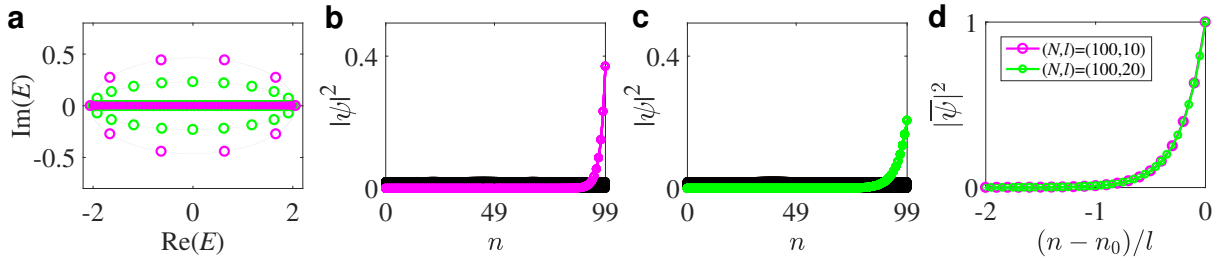 a
0.5
0
-0.5
Im(E)
-2
0
2
Re(E)
b
0.4
0
|ψ|²
0
49
99
n
c
0.4
0
|ψ|²
0
49
99
n
d
1
0
|ψ̅|²
(N,l)=(100,10)
(N,l)=(100,20)
-2
-1
0
(n − n₀)/l